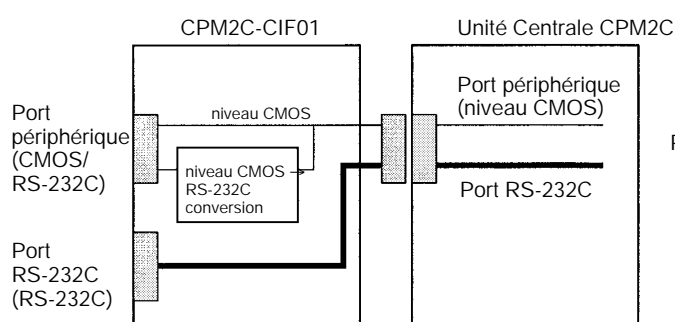 CPM2C-CIF01
Unité Centrale CPM2C
Port
périphérique
(CMOS/
RS-232C)
niveau CMOS
niveau CMOS
RS-232C
conversion
Port
RS-232C
(RS-232C)
Port périphérique
(niveau CMOS)
Port RS-232C